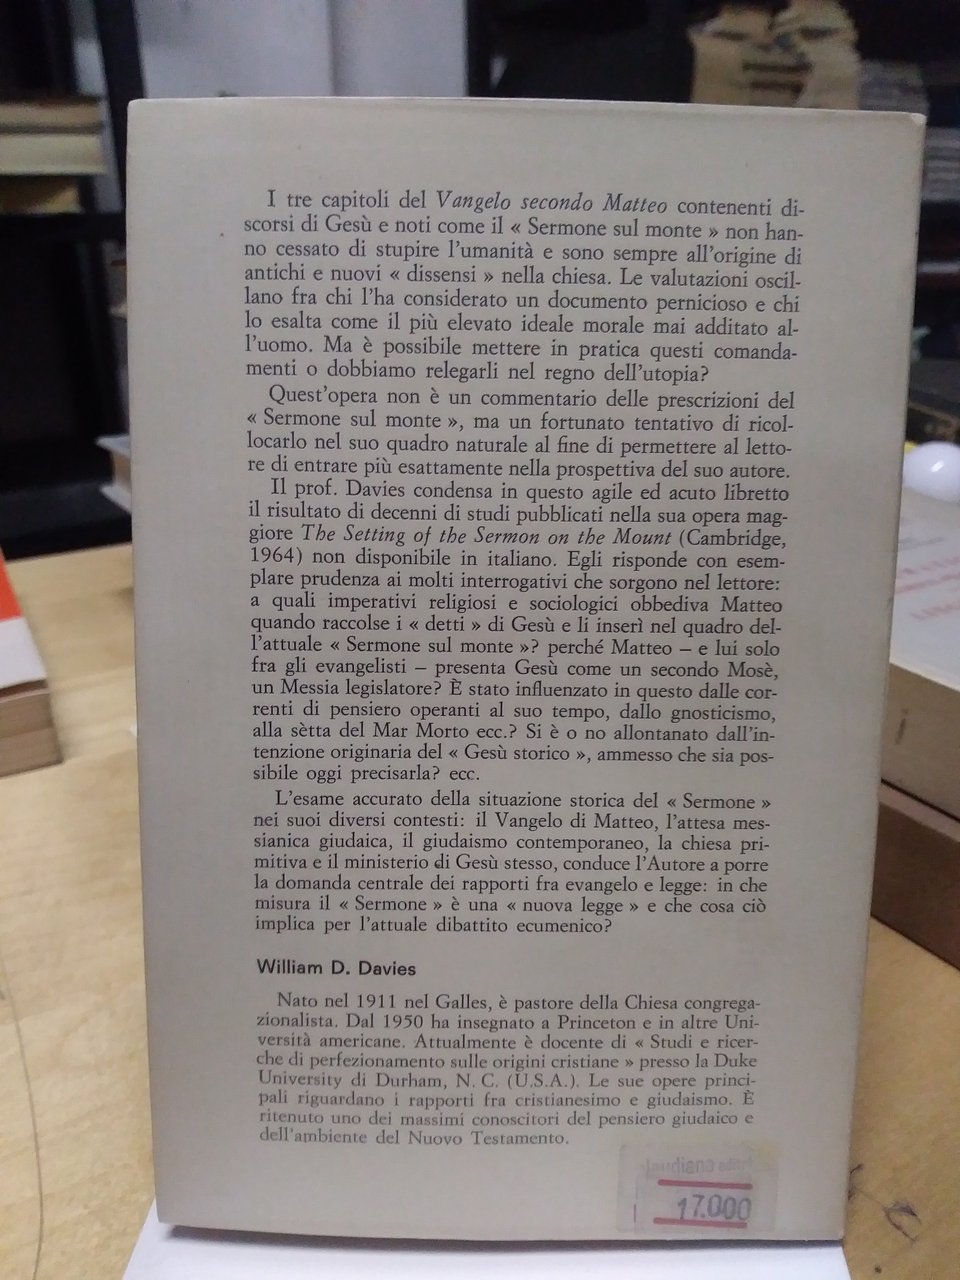 I tre capitoli del Vangelo secondo Matteo contenenti di-
scorsi di Gesù e noti come il « Sermone sul monte » non han-
no cessato di stupire l'umanità e sono sempre all'origine di
antichi e nuovi « dissensi » nella chiesa. Le valutazioni oscil-
lano fra chi l'ha considerato un documento pernicioso e chi
lo esalta come il più elevato ideale morale mai additato al-
l'uomo. Ma è possibile mettere in pratica questi comanda-
menti o dobbiamo relegarli nel regno dell'utopia?
Quest'opera non è un commentario delle prescrizioni del
« Sermone sul monte », ma un fortunato tentativo di ricol-
locarlo nel suo quadro naturale al fine di permettere al letto-
re di entrare più esattamente nella prospettiva del suo autore.
Il prof. Davies condensa in questo agile ed acuto libretto
il risultato di decenni di studi pubblicati nella sua opera mag-
giore The Setting of the Sermon on the Mount (Cambridge,
1964) non disponibile in italiano. Egli risponde con esem-
plare prudenza ai molti interrogativi che sorgono nel lettore:
a quali imperativi religiosi e sociologici obbediva Matteo
quando raccolse i « detti » di Gesù e li inserì nel quadro del-
l'attuale « Sermone sul monte »? perché Matteo – e lui solo
fra gli evangelisti – presenta Gesù come un secondo Mosè,
un Messia legislatore? È stato influenzato in questo dalle cor-
renti di pensiero operanti al suo tempo, dallo gnosticismo,
alla sètta del Mar Morto ecc.? Si è o no allontanato dall'in-
tenzione originaria del « Gesù storico », ammesso che sia pos-
sibile oggi precisarla? ecc.
L'esame accurato della situazione storica del « Sermone »
nei suoi diversi contesti: il Vangelo di Matteo, l'attesa mes-
sianica giudaica, il giudaismo contemporaneo, la chiesa pri-
mitiva e il ministerio di Gesù stesso, conduce l'Autore a porre
la domanda centrale dei rapporti fra evangelo e legge: in che
misura il « Sermone » è una « nuova legge » e che cosa ciò
implica per l'attuale dibattito ecumenico?
William D. Davies
Nato nel 1911 nel Galles, è pastore della Chiesa congrega-
zionalista. Dal 1950 ha insegnato a Princeton e in altre Uni-
versità americane. Attualmente è docente di « Studi e ricer-
che di perfezionamento sulle origini cristiane » presso la Duke
University di Durham, N. C. (U.S.A.). Le sue opere princi-
pali riguardano i rapporti fra cristianesimo e giudaismo. È
ritenuto uno dei massimi conoscitori del pensiero giudaico e
dell'ambiente del Nuovo Testamento.
17.000